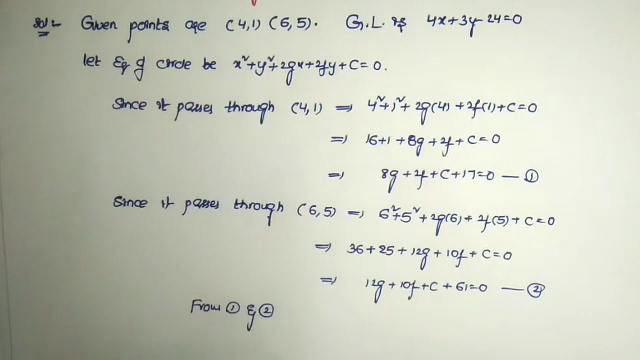 Sol:- Given points are (4,1) (6,5). G.L. is 4x+3y-24=0
let Eq of circle be x²+y²+2gx+2fy+C=0.
Since it passes through (4,1) ⇒ 4²+1²+2g(4)+2f(1)+C=0
⇒ 16+1+8g+2f+C=0
⇒ 8g+2f+C+17=0 — ①
Since it passes through (6,5) ⇒ 6²+5²+2g(6)+2f(5)+C=0
⇒ 36+25+12g+10f+C=0
⇒ 12g+10f+C+61=0 — ②
From ① & ②